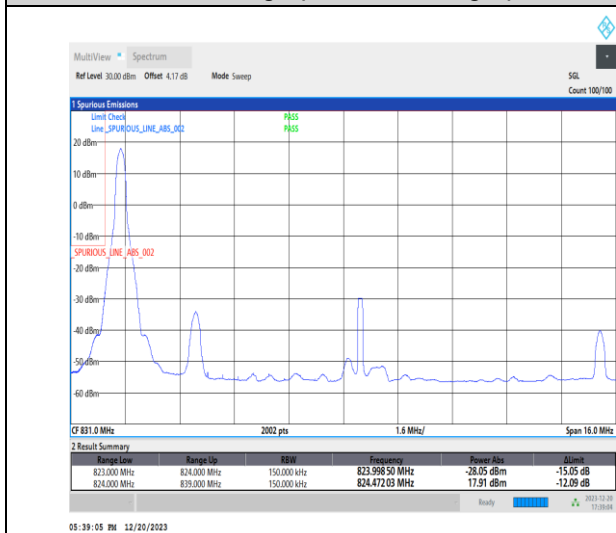 MultiView Spectrum
Ref Level 30.00 dBm Offset 4.17 dB Mode Sweep SGL
Count 100/100
1 Spurious Emissions
Limit Check PASS
Line _SPURIOUS_LINE_ABS_002 PASS
20 dBm
10 dBm
0 dBm
-10 dBm
_SPURIOUS_LINE_ABS_002
-20 dBm
-30 dBm
-40 dBm
-50 dBm
-60 dBm
CF 831.0 MHz 2002 pts 1.6 MHz/ Span 16.0 MHz
2 Result Summary
Range Low Range Up RBW Frequency Power Abs ΔLimit
823.000 MHz 824.000 MHz 150.000 kHz 823.99850 MHz -28.05 dBm -15.05 dB
824.000 MHz 839.000 MHz 150.000 kHz 824.47203 MHz 17.91 dBm -12.09 dB
Ready 2023-12-20
05:39:05 PM 12/20/2023